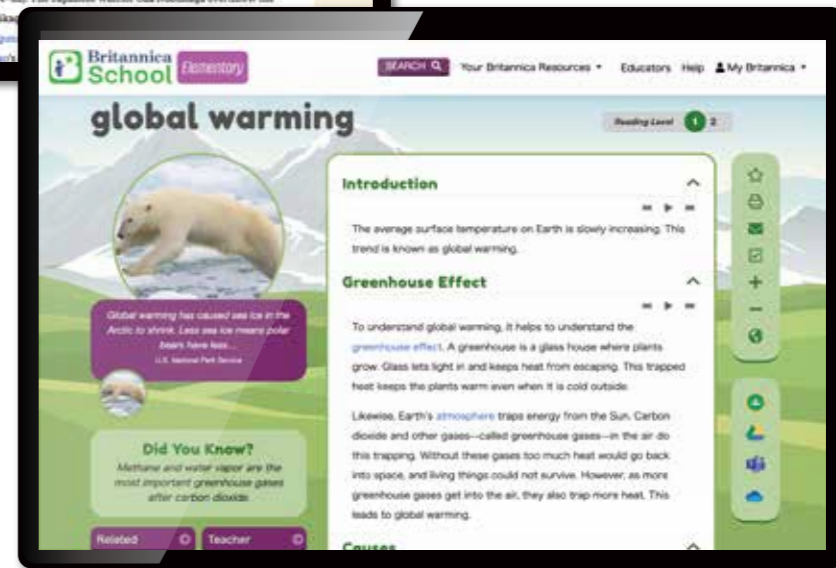 Britannica
School
Elementary
SEARCH
Your Britannica Resources
Educators
Help
My Britannica
global warming
Reading Level 1 2
Introduction
The average surface temperature on Earth is slowly increasing. This
trend is known as global warming.
Greenhouse Effect
To understand global warming, it helps to understand the
greenhouse effect. A greenhouse is a glass house where plants
grow. Glass lets light in and keeps heat from escaping. This trapped
heat keeps the plants warm even when it is cold outside.
Likewise, Earth's atmosphere traps energy from the Sun. Carbon
dioxide and other gases--called greenhouse gases--in the air do
this trapping. Without these gases too much heat would go back
into space, and living things could not survive. However, as more
greenhouse gases get into the air, they also trap more heat. This
leads to global warming.
Causes
Global warming has caused sea ice in the
Arctic to shrink. Less sea ice means polar
bears have less...
U.S. National Park Service
Did You Know?
Methane and water vapor are the
most important greenhouse gases
after carbon dioxide.
Related
Teacher